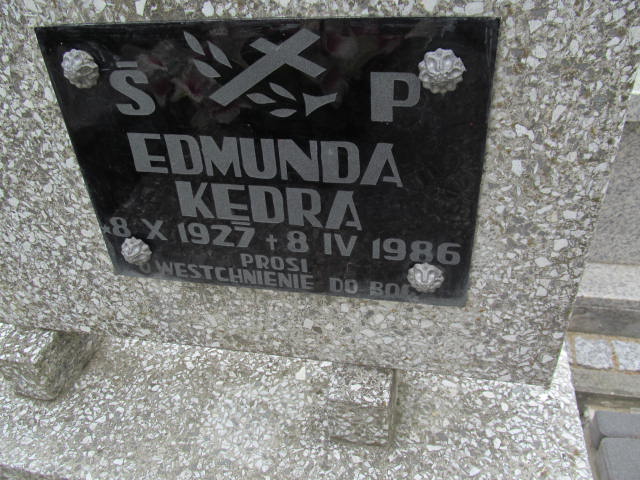 Ś P
EDMUNDA
KĘDRA
*8 X 1927 + 8 IV 1986
PROSI
O WESTCHNIENIE DO